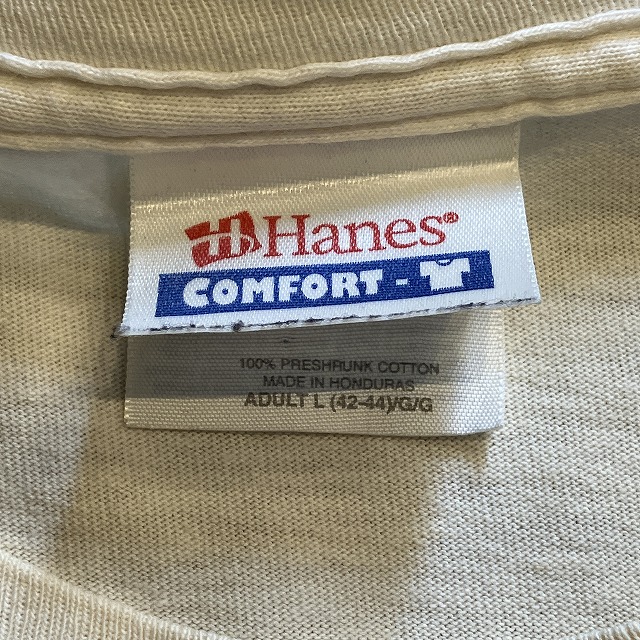 Hanes®
COMFORT -
100% PRESHRUNK COTTON
MADE IN HONDURAS
ADULT L (42-44)/G/G